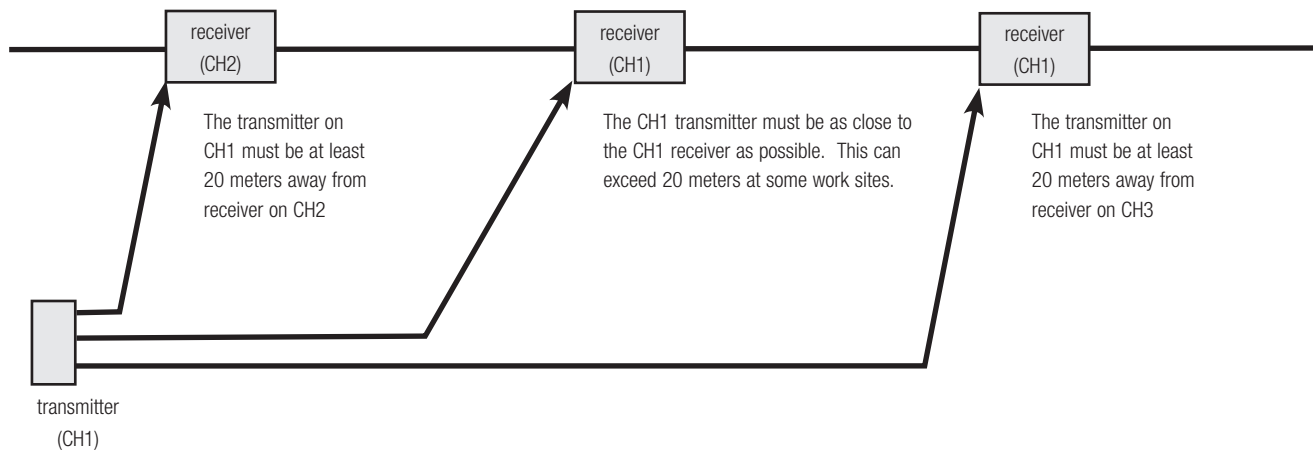 receiver
(CH2)
receiver
(CH1)
receiver
(CH1)
The transmitter on
CH1 must be at least
20 meters away from
receiver on CH2
The CH1 transmitter must be as close to
the CH1 receiver as possible.  This can
exceed 20 meters at some work sites.
The transmitter on
CH1 must be at least
20 meters away from
receiver on CH3
transmitter
(CH1)